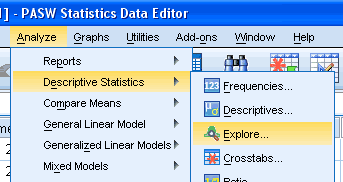 ] - PASW Statistics Data Editor
Analyze Graphs Utilities Add-ons Window Help
Reports
Descriptive Statistics
Compare Means
General Linear Model
Generalized Linear Models
Mixed Models
123 Frequencies...
Descriptives...
Explore...
Crosstabs...